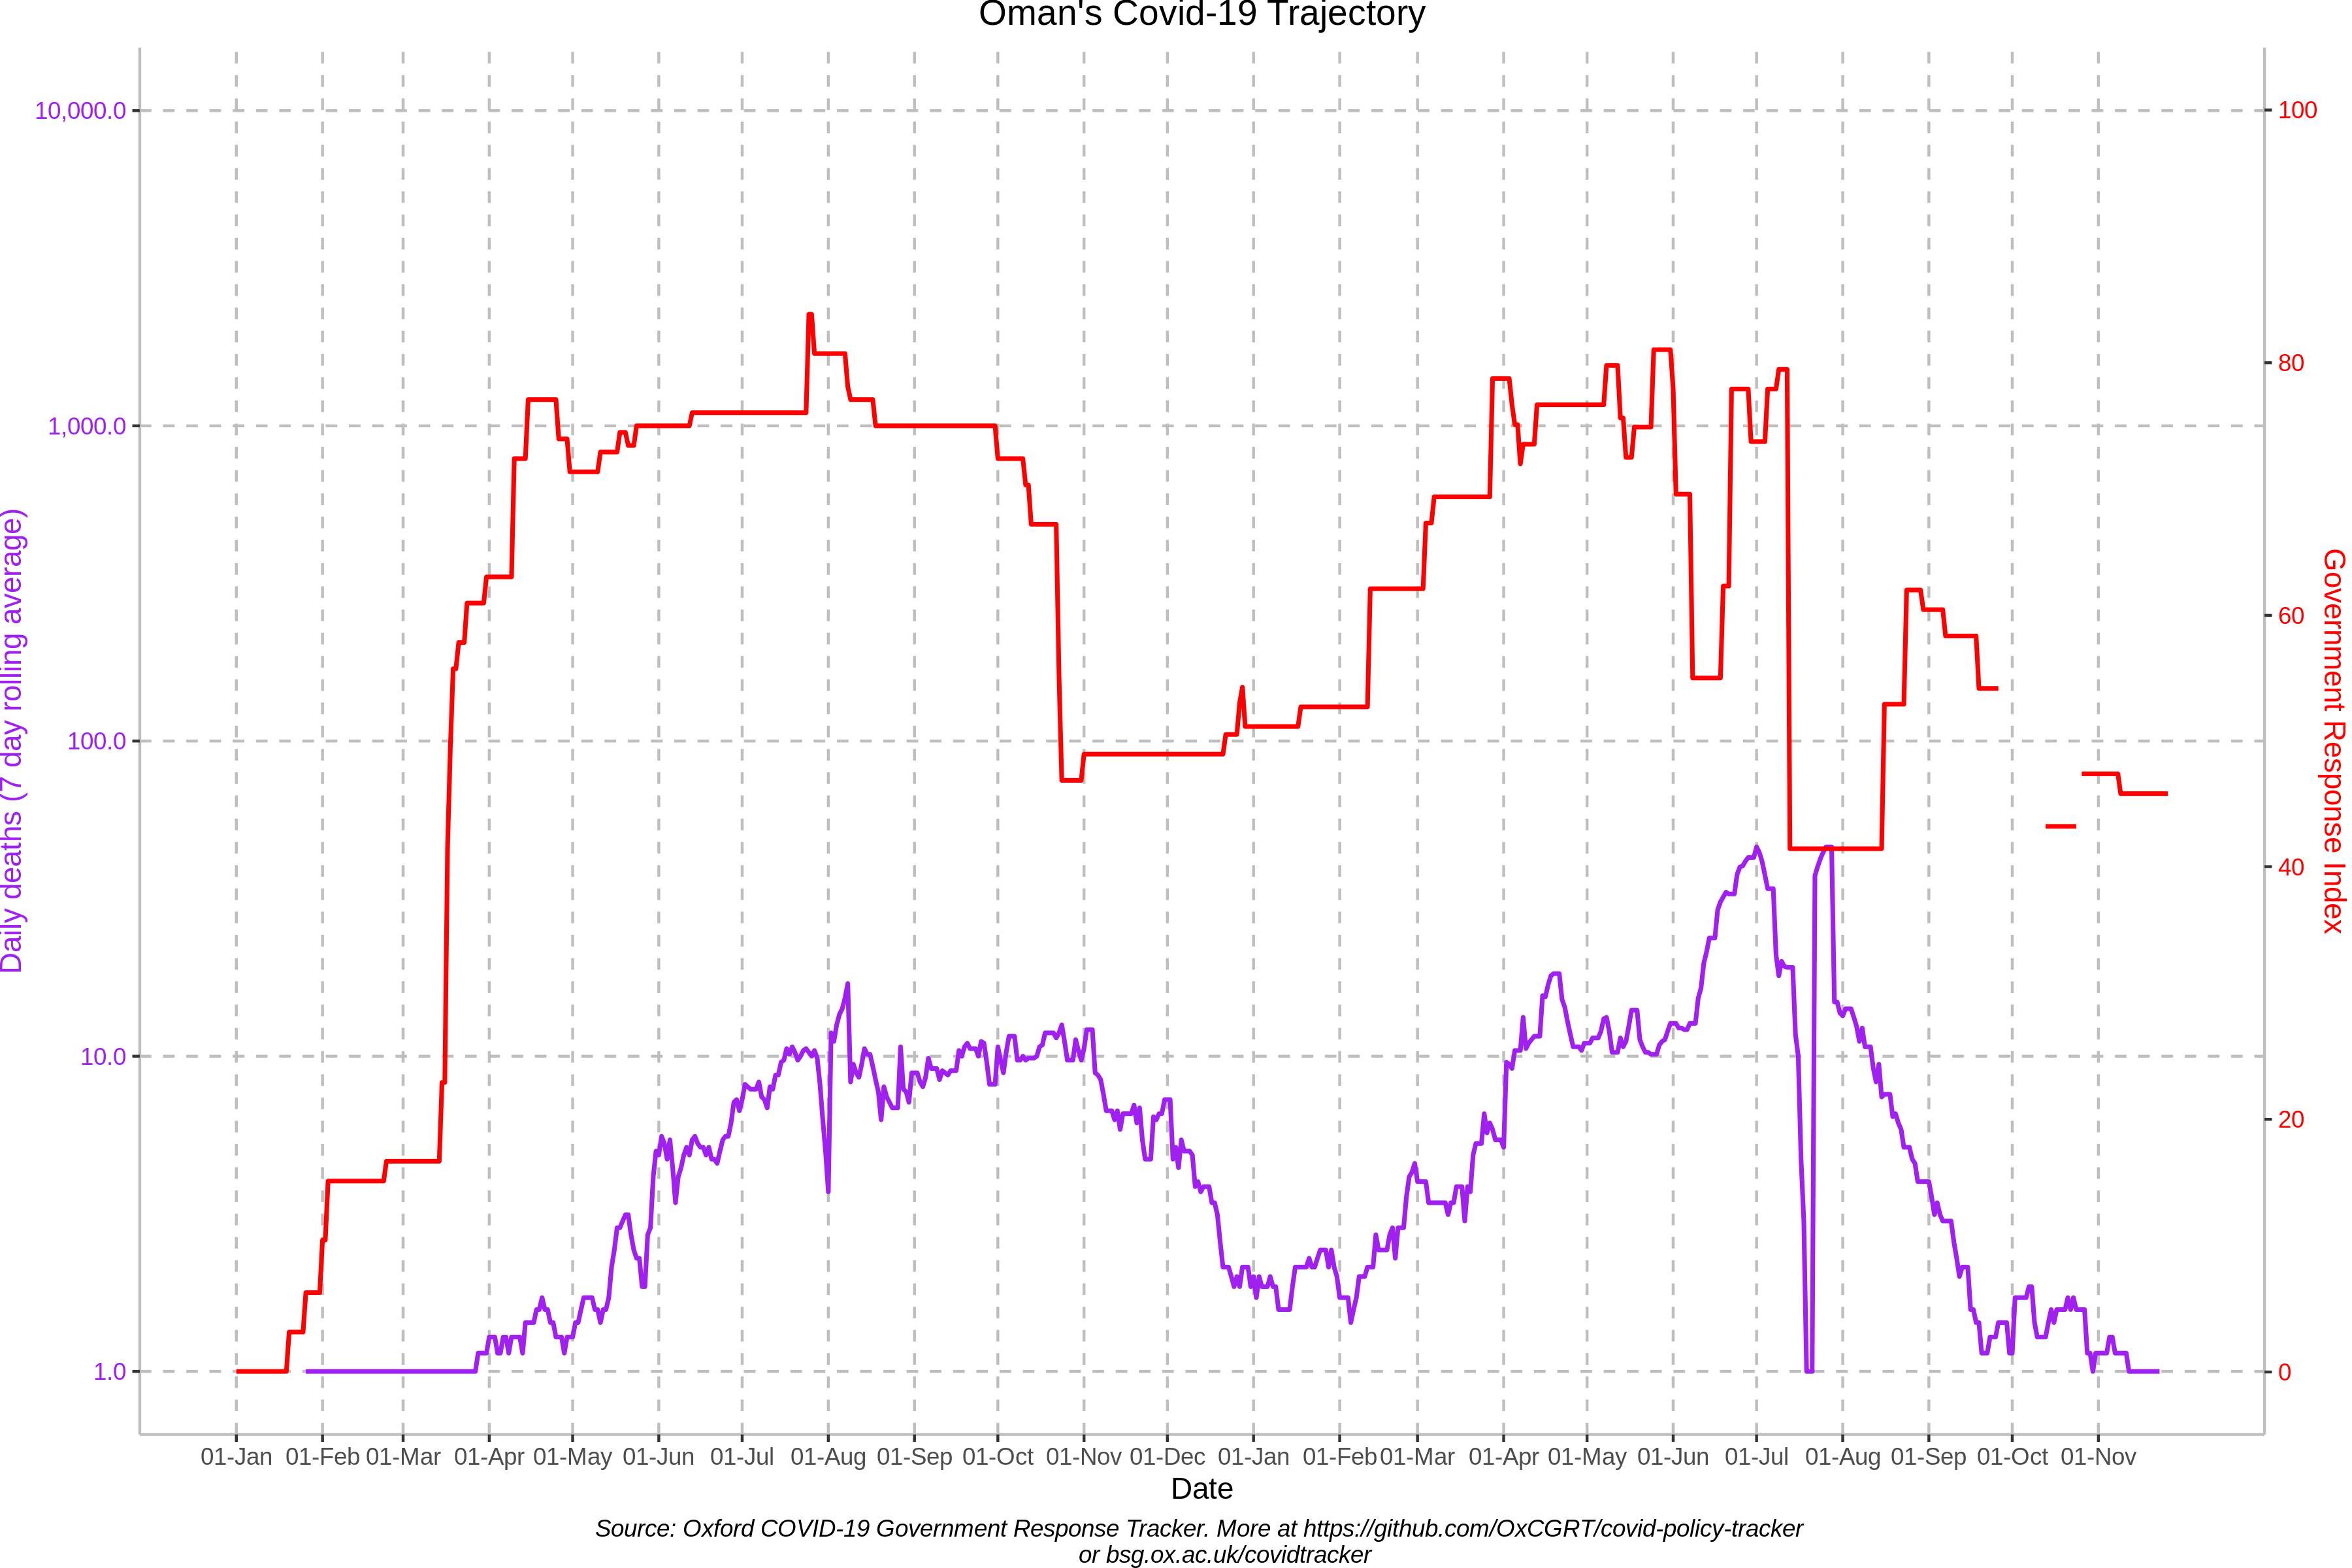 Oman's Covid-19 Trajectory
10,000.0
1,000.0
100.0
10.0
1.0
Daily deaths (7 day rolling average)
100
80
60
40
20
0
Government Response Index
01-Jan 01-Feb 01-Mar 01-Apr 01-May 01-Jun 01-Jul 01-Aug 01-Sep 01-Oct 01-Nov 01-Dec 01-Jan 01-Feb 01-Mar 01-Apr 01-May 01-Jun 01-Jul 01-Aug 01-Sep 01-Oct 01-Nov
Date
Source: Oxford COVID-19 Government Response Tracker. More at https://github.com/OxCGRT/covid-policy-tracker
or bsg.ox.ac.uk/covidtracker